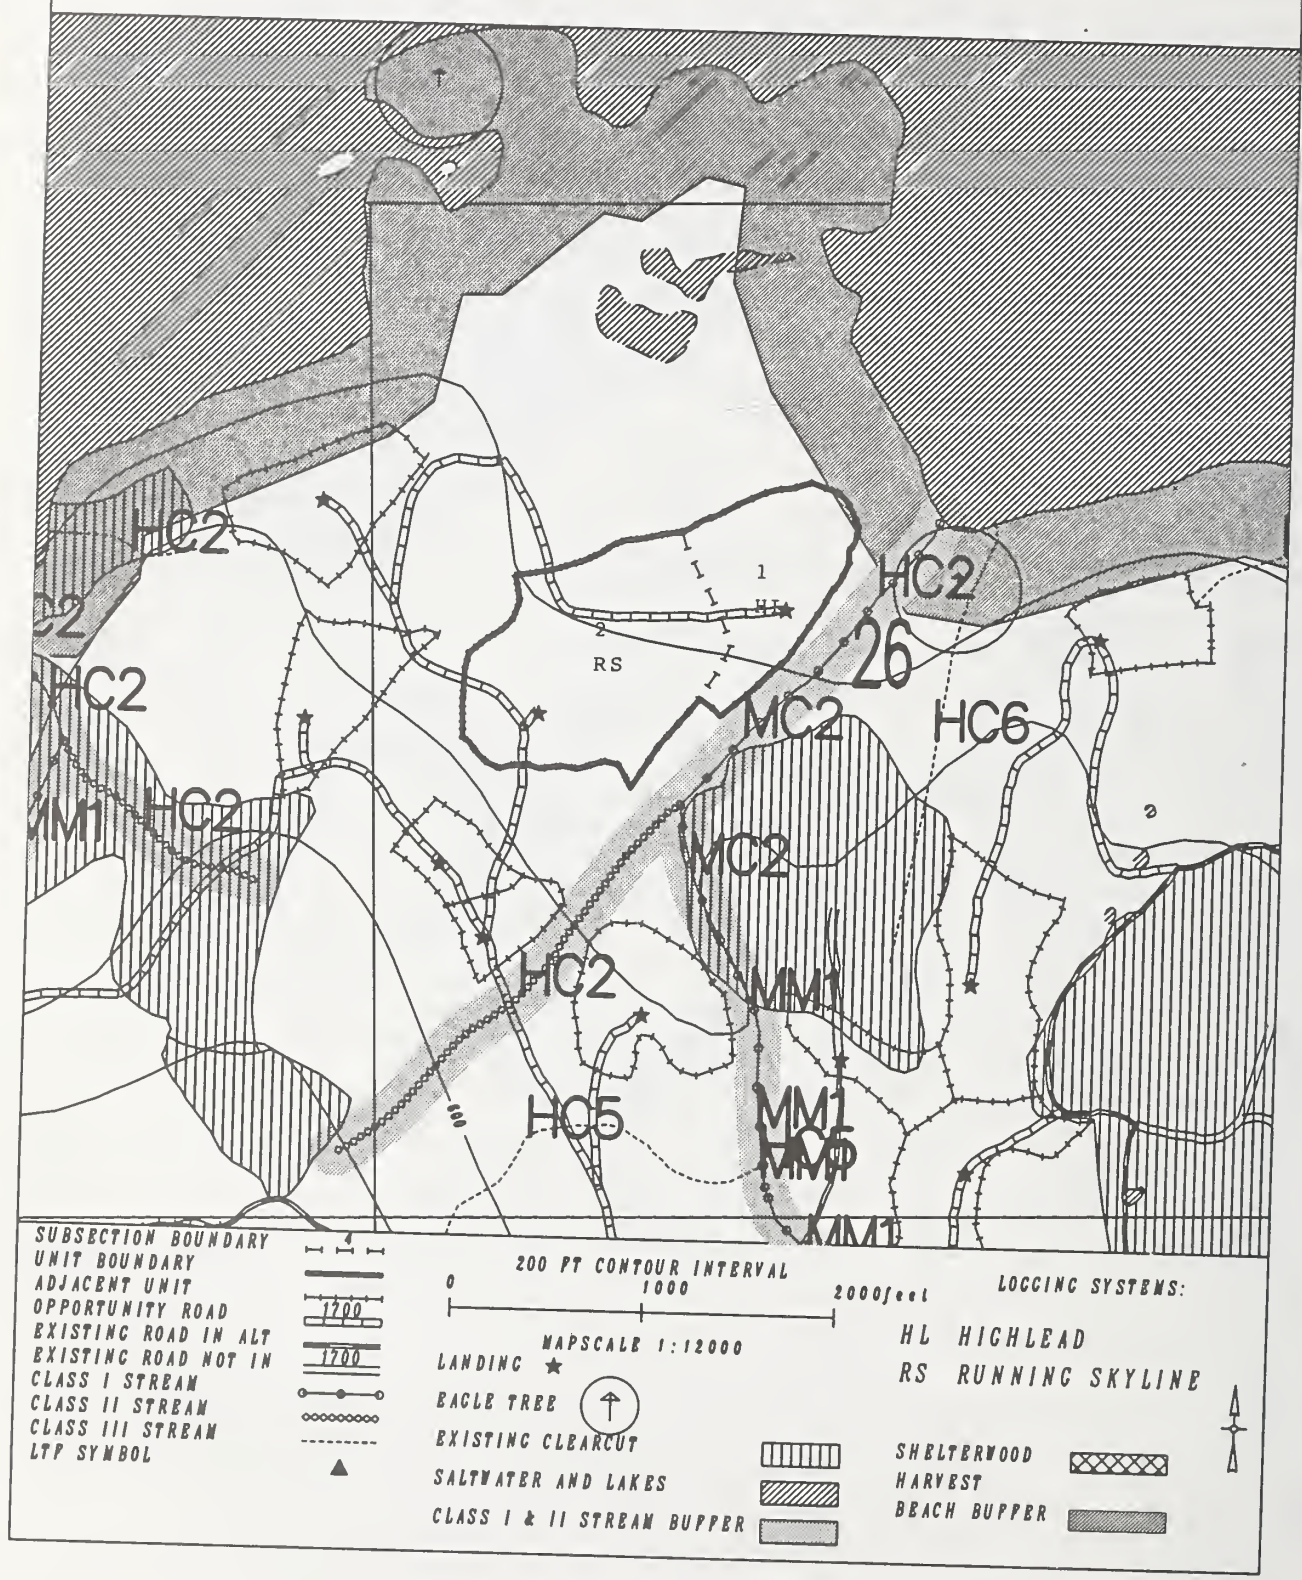 HC2
1
HC2
C2
HL
2
26
RS
HC2
MC2
HC6
HC2
MM1
MC2
HC2
MM1
600
HC5
MM1
MM1
SUBSECTION BOUNDARY
UNIT BOUNDARY
ADJACENT UNIT
OPPORTUNITY ROAD 1700
EXISTING ROAD IN ALT
EXISTING ROAD NOT IN 1700
CLASS I STREAM
CLASS II STREAM
CLASS III STREAM
LTF SYMBOL
200 FT CONTOUR INTERVAL
0 1000 2000feet
MAPSCALE 1:12000
LANDING
EAGLE TREE
EXISTING CLEARCUT
SALTWATER AND LAKES
CLASS I & II STREAM BUFFER
LOGGING SYSTEMS:
HL HIGHLEAD
RS RUNNING SKYLINE
SHELTERWOOD
HARVEST
BEACH BUFFER